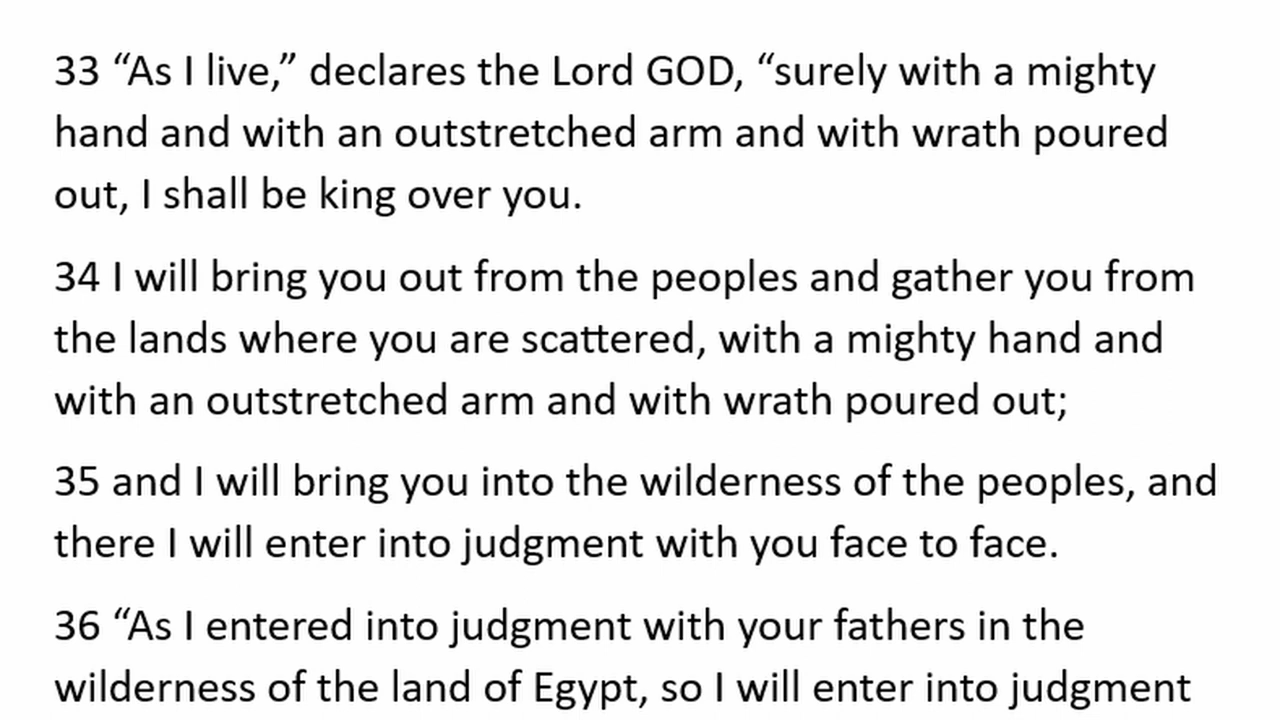 33 “As I live,” declares the Lord GOD, “surely with a mighty
hand and with an outstretched arm and with wrath poured
out, I shall be king over you.
34 I will bring you out from the peoples and gather you from
the lands where you are scattered, with a mighty hand and
with an outstretched arm and with wrath poured out;
35 and I will bring you into the wilderness of the peoples, and
there I will enter into judgment with you face to face.
36 “As I entered into judgment with your fathers in the
wilderness of the land of Egypt, so I will enter into judgment